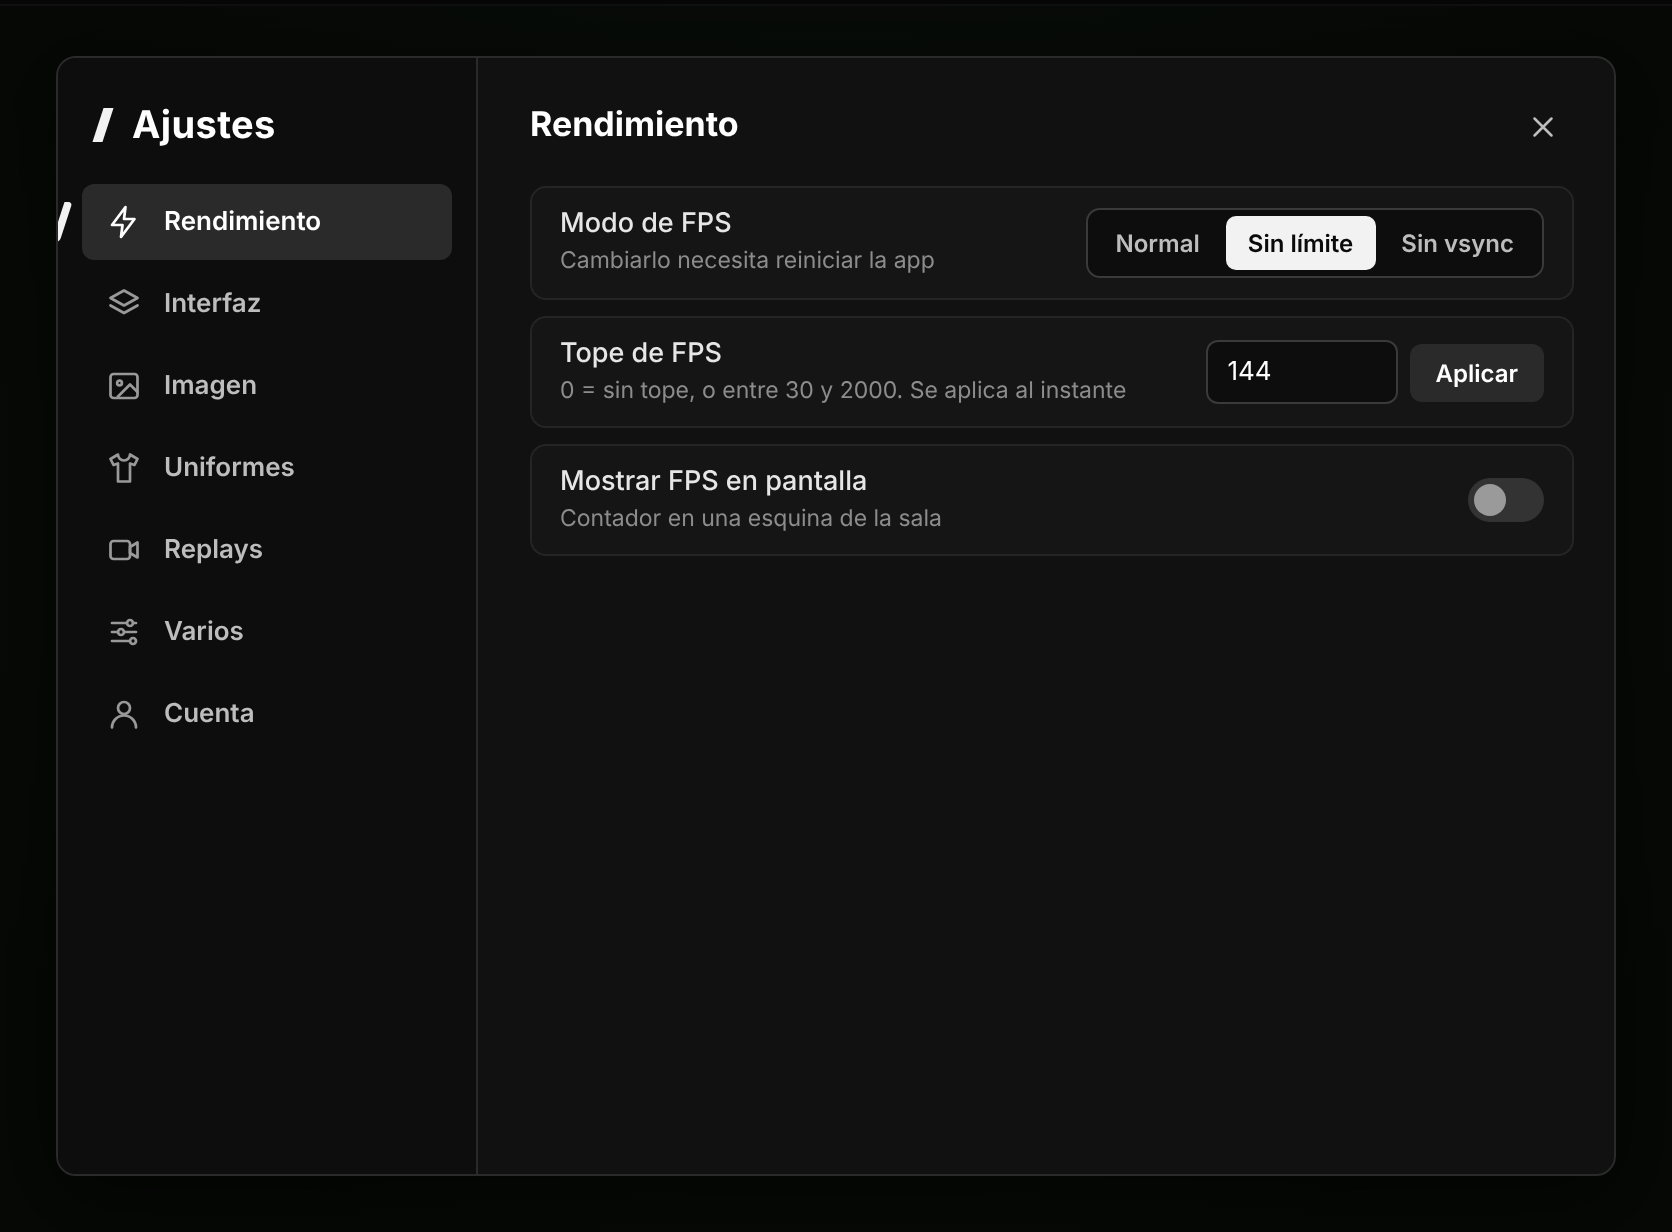 Ajustes
Rendimiento
Interfaz
Imagen
Uniformes
Replays
Varios
Cuenta
Rendimiento
Modo de FPS
Cambiarlo necesita reiniciar la app
Normal
Sin límite
Sin vsync
Tope de FPS
0 = sin tope, o entre 30 y 2000. Se aplica al instante
144
Aplicar
Mostrar FPS en pantalla
Contador en una esquina de la sala